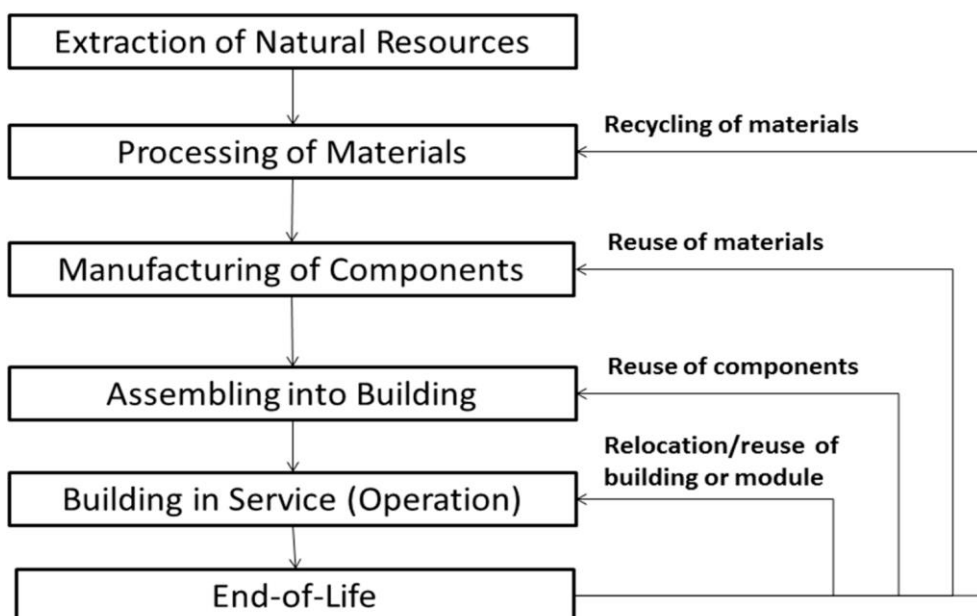 Extraction of Natural Resources
Recycling of materials
Processing of Materials
Reuse of materials
Manufacturing of Components
Reuse of components
Assembling into Building
Relocation/reuse of
building or module
Building in Service (Operation)
End-of-Life